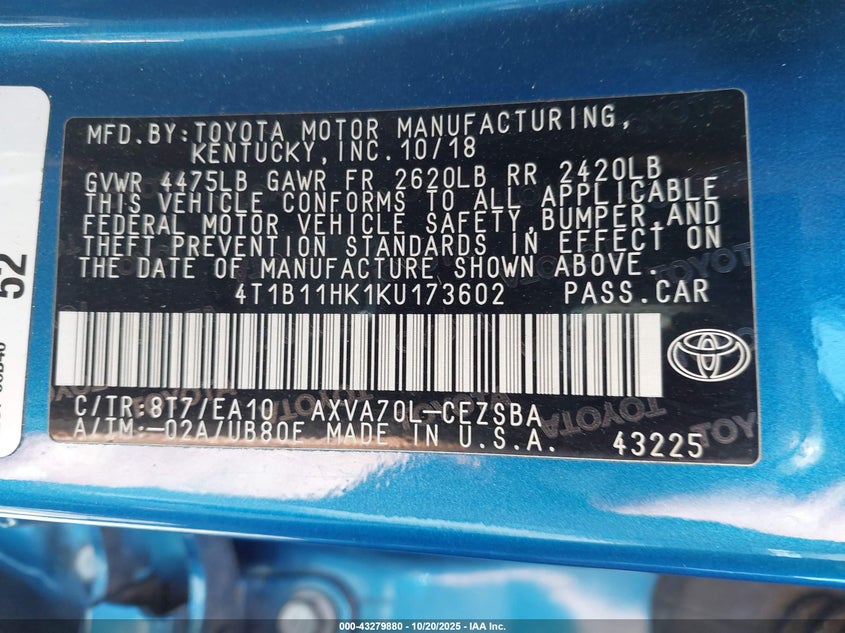 MFD.BY:TOYOTA MOTOR MANUFACTURING,
KENTUCKY, INC.10/18
GVWR 4475LB GAWR FR 2620LB RR 2420LB
THIS VEHICLE CONFORMS TO ALL APPLICABLE
FEDERAL MOTOR VEHICLE SAFETY,BUMPER,AND
THEFT PREVENTION STANDARDS IN EFFECT ON
THE DATE OF MANUFACTURE SHOWN ABOVE.
4T1B11HK1KU173602 PASS.CAR
C/TR:8T7/EA10 AXVA70L-CEZSBA
A/TM:-02A/UB80E MADE IN U.S.A. 43225
52
TOYOTA
000-43279880 - 10/20/2025 - IAA Inc.